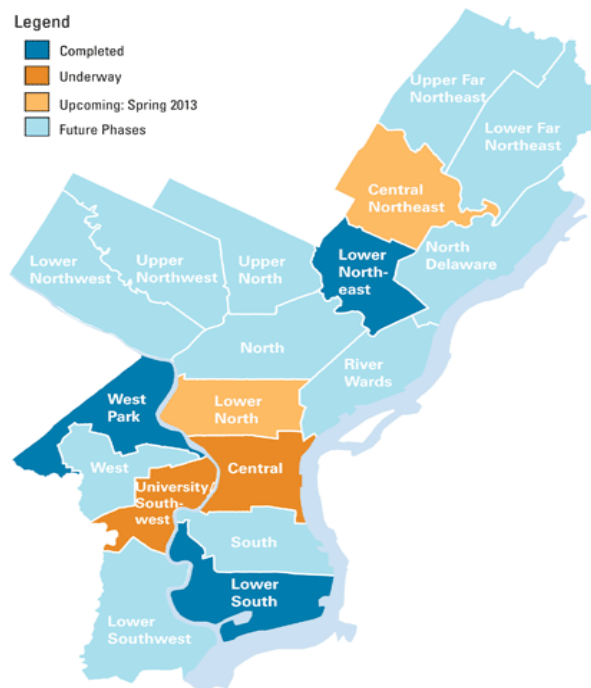 Legend
Completed
Underway
Upcoming: Spring 2013
Future Phases
Upper Far
Northeast
Lower Far
Northeast
Central
Northeast
Lower
North-
east
North
Delaware
Lower
Northwest
Upper
Northwest
Upper
North
North
River
Wards
West
Park
Lower
North
West
Central
University
South-
west
South
Lower
South
Lower
Southwest